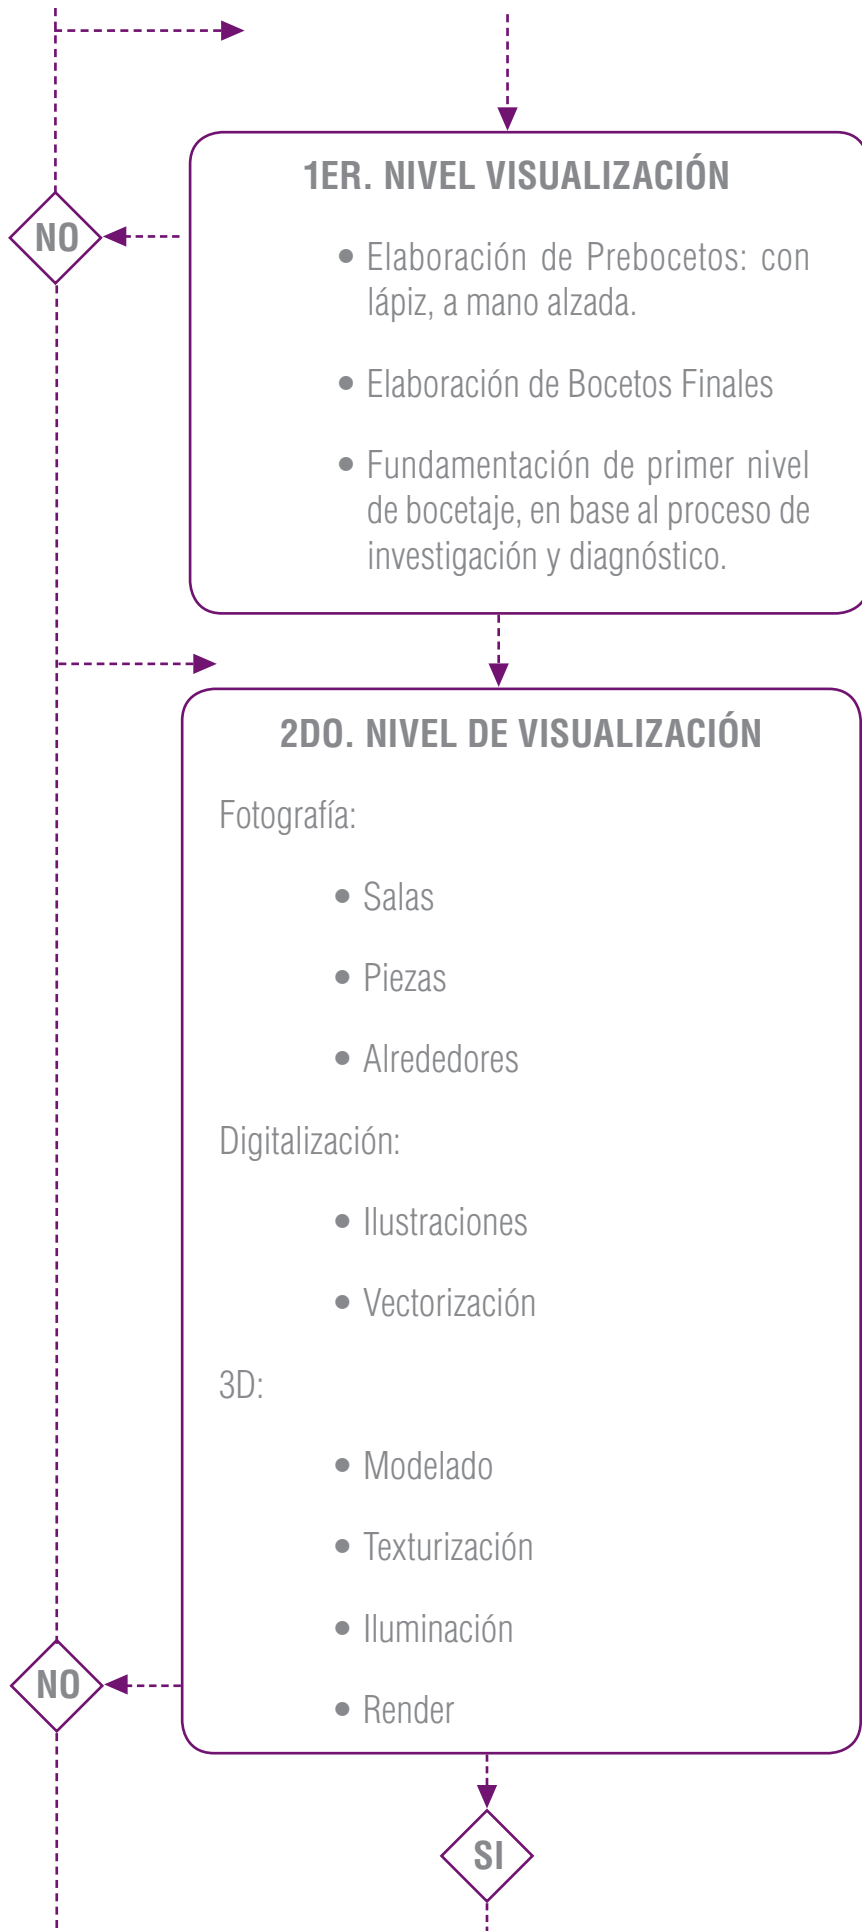 1ER. NIVEL VISUALIZACIÓN
NO
• Elaboración de Prebocetos: con
lápiz, a mano alzada.
• Elaboración de Bocetos Finales
• Fundamentación de primer nivel
de bocetaje, en base al proceso de
investigación y diagnóstico.
2DO. NIVEL DE VISUALIZACIÓN
Fotografía:
• Salas
• Piezas
• Alrededores
Digitalización:
• Ilustraciones
• Vectorización
3D:
• Modelado
• Texturización
• Iluminación
NO
• Render
SI